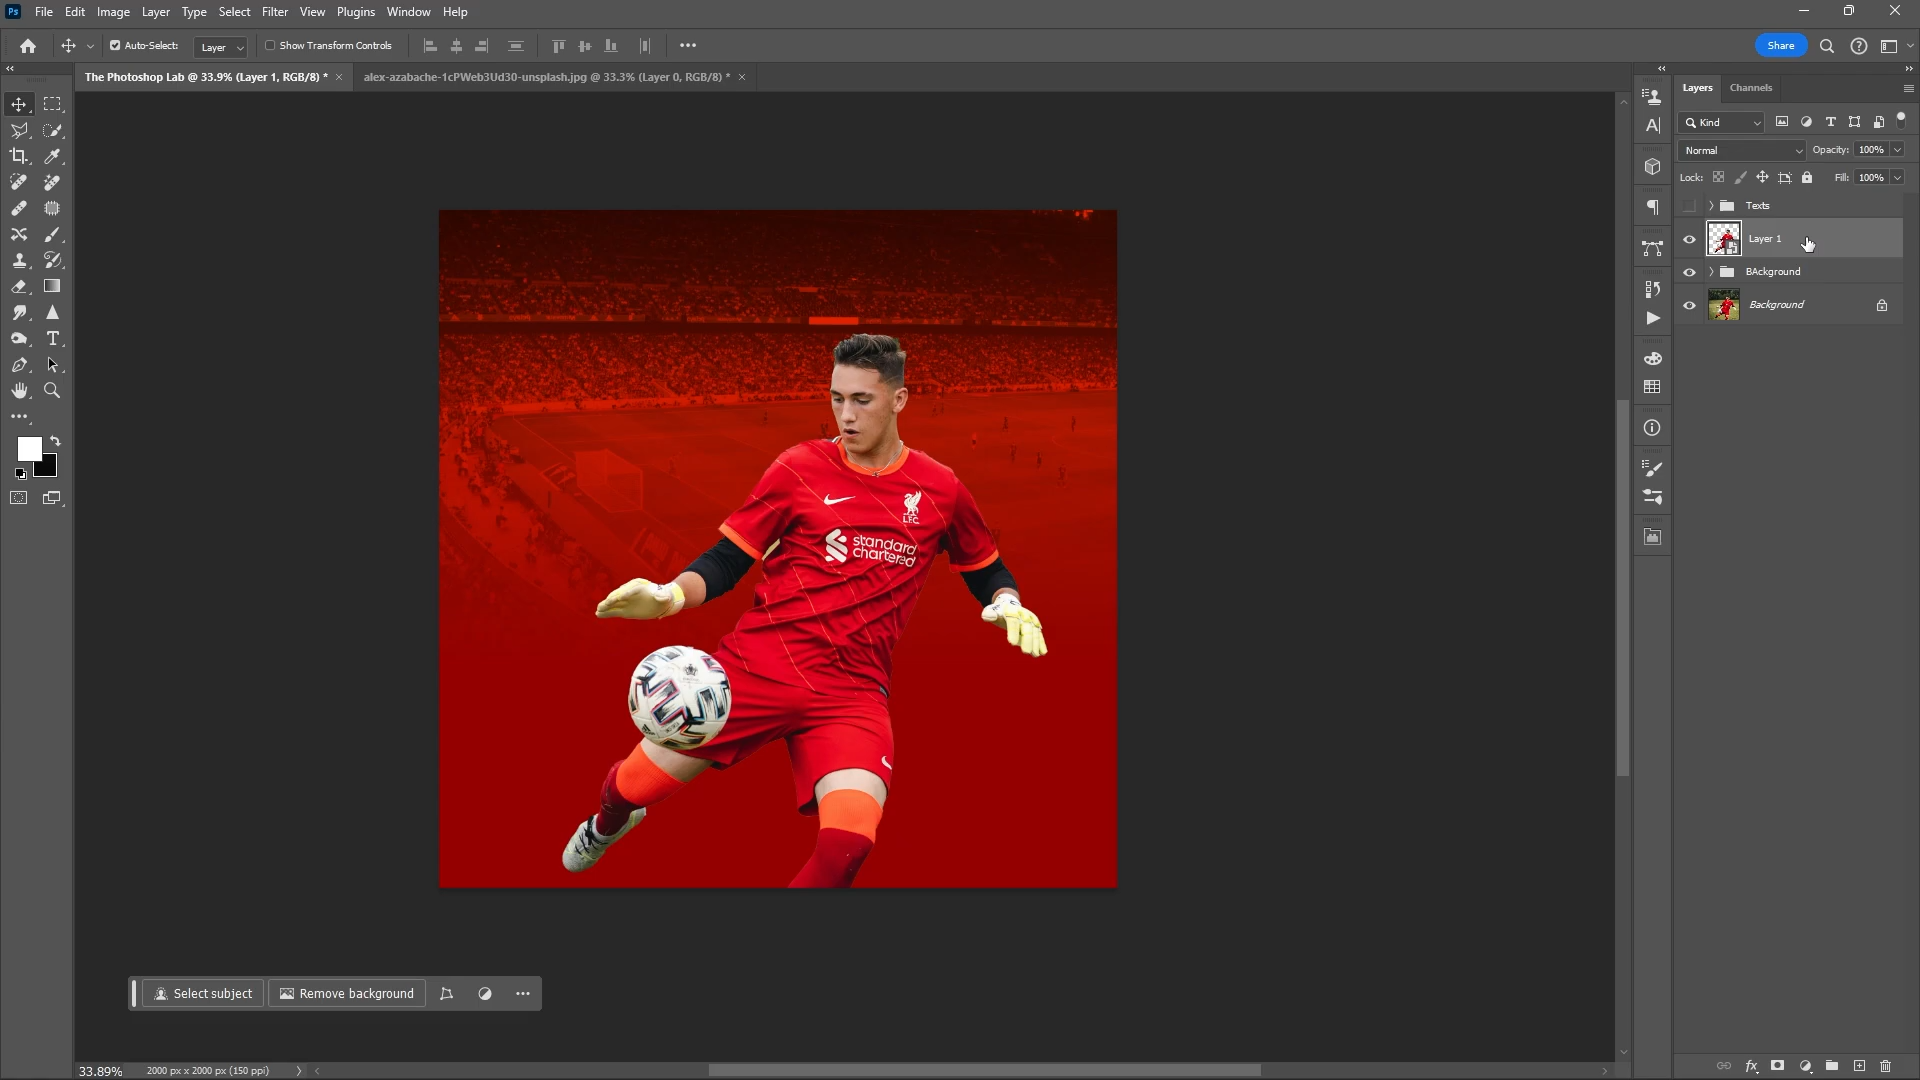 Ps File Edit Image Layer Type Select Filter View Plugins Window Help
Auto-Select: Layer Show Transform Controls Share
The Photoshop Lab @ 33.9% (Layer 1, RGB/8) * alex-azabache-1cPWeb3Ud30-unsplash.jpg @ 33.3% (Layer 0, RGB/8) *
Layers Channels
Kind
Normal Opacity: 100%
Lock: Fill: 100%
Texts
Layer 1
BAckground
Background
L.F.C.
standard
chartered
Select subject Remove background
33.89% 2000 px x 2000 px (150 ppi)